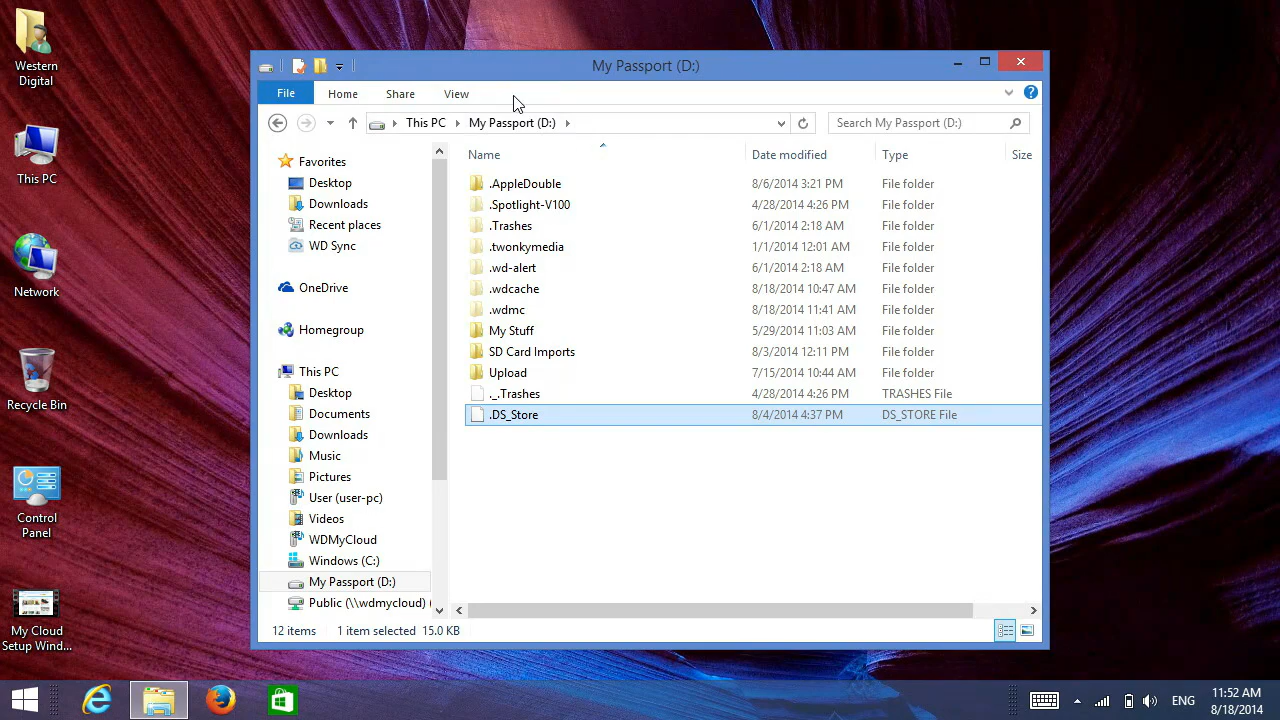 Western
Digital
This PC
Network
Recycle Bin
Control
Panel
My Cloud
Setup Wind...
My Passport (D:)
File
Home
Share
View
This PC
My Passport (D:)
Search My Passport (D:)
Favorites
Desktop
Downloads
Recent places
WD Sync
OneDrive
Homegroup
This PC
Desktop
Documents
Downloads
Music
Pictures
User (user-pc)
Videos
WDMyCloud
Windows (C:)
My Passport (D:)
Public (\\wdmycloud) (
Name Date modified Type Size
.AppleDouble 8/6/2014 3:21 PM File folder
.Spotlight-V100 4/28/2014 4:26 PM File folder
.Trashes 6/1/2014 2:18 AM File folder
.twonkymedia 1/1/2014 12:01 AM File folder
.wd-alert 6/1/2014 2:18 AM File folder
.wdcache 8/18/2014 10:47 AM File folder
.wdmc 8/18/2014 11:41 AM File folder
My Stuff 5/29/2014 11:03 AM File folder
SD Card Imports 8/3/2014 12:11 PM File folder
Upload 7/15/2014 10:44 AM File folder
._.Trashes 4/28/2014 4:26 PM TRASHES File
.DS_Store 8/4/2014 4:37 PM DS_STORE File
12 items 1 item selected 15.0 KB
ENG
11:52 AM
8/18/2014